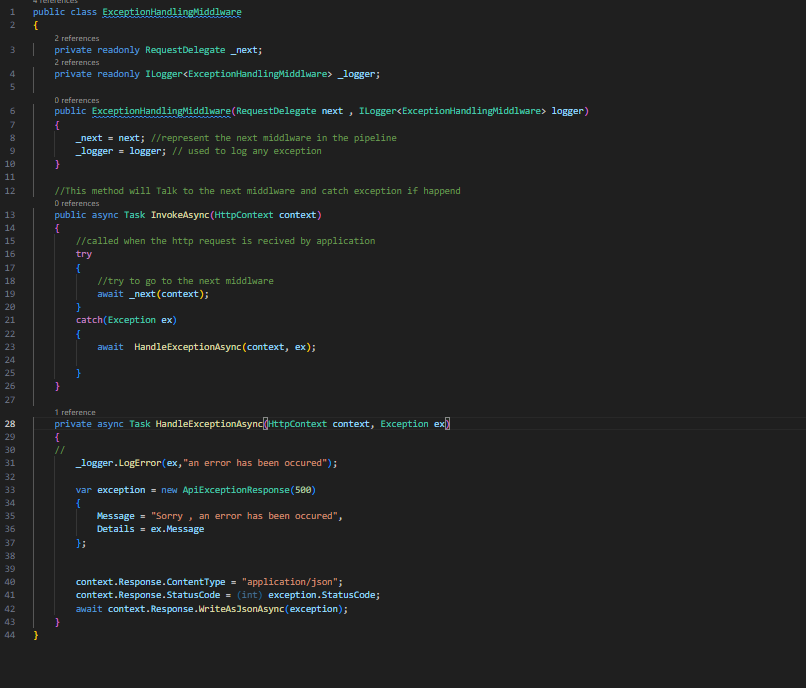 4 references
1 public class ExceptionHandlingMiddlware
2 {
2 references
3 private readonly RequestDelegate _next;
2 references
4 private readonly ILogger<ExceptionHandlingMiddlware> _logger;
5
0 references
6 public ExceptionHandlingMiddlware(RequestDelegate next , ILogger<ExceptionHandlingMiddlware> logger)
7 {
8 _next = next; //represent the next middlware in the pipeline
9 _logger = logger; // used to log any exception
10 }
11
12 //This method will Talk to the next middlware and catch exception if happend
0 references
13 public async Task InvokeAsync(HttpContext context)
14 {
15 //called when the http request is recived by application
16 try
17 {
18 //try to go to the next middlware
19 await _next(context);
20 }
21 catch(Exception ex)
22 {
23 await  HandleExceptionAsync(context, ex);
24
25 }
26 }
27
1 reference
28 private async Task HandleExceptionAsync(HttpContext context, Exception ex)
29 {
30 //
31 _logger.LogError(ex,"an error has been occured");
32
33 var exception = new ApiExceptionResponse(500)
34 {
35 Message = "Sorry , an error has been occured",
36 Details = ex.Message
37 };
38
39
40 context.Response.ContentType = "application/json";
41 context.Response.StatusCode = (int) exception.StatusCode;
42 await context.Response.WriteAsJsonAsync(exception);
43 }
44 }